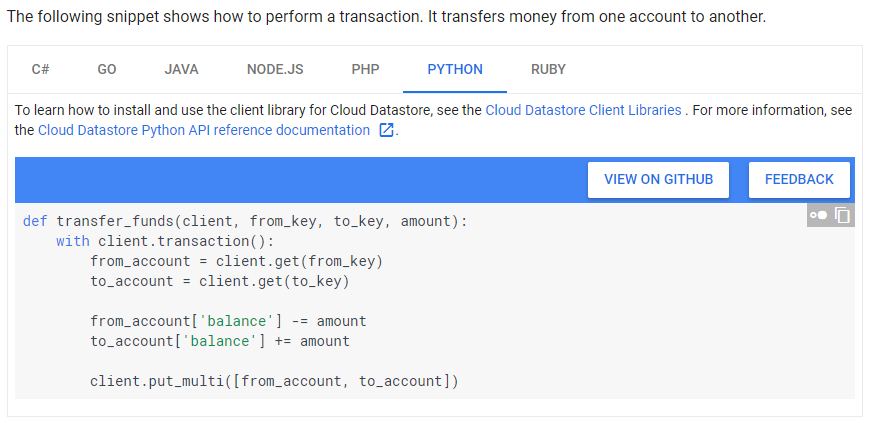 The following snippet shows how to perform a transaction. It transfers money from one account to another.
C# GO JAVA NODE.JS PHP PYTHON RUBY
To learn how to install and use the client library for Cloud Datastore, see the Cloud Datastore Client Libraries . For more information, see
the Cloud Datastore Python API reference documentation .
VIEW ON GITHUB FEEDBACK
def transfer_funds(client, from_key, to_key, amount):
    with client.transaction():
        from_account = client.get(from_key)
        to_account = client.get(to_key)

        from_account['balance'] -= amount
        to_account['balance'] += amount

        client.put_multi([from_account, to_account])